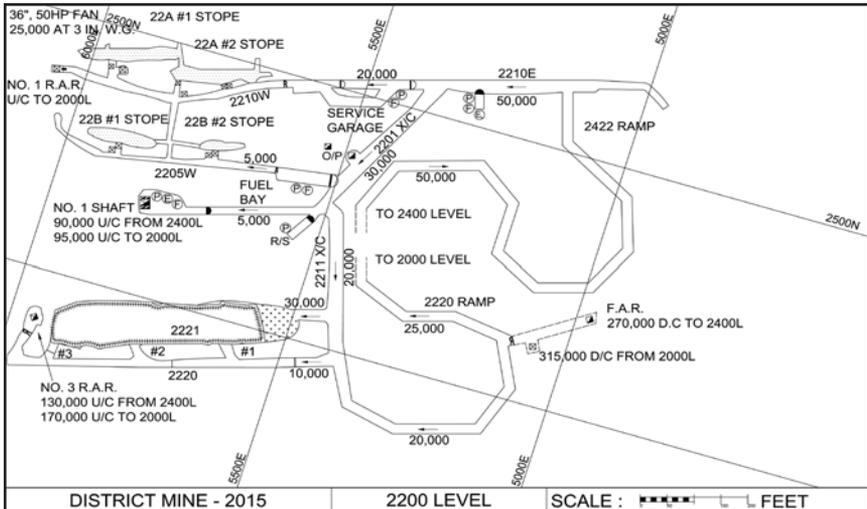 36", 50HP FAN
25,000 AT 3 IN. W.G.
2500N
6000E
22A #1 STOPE
22A #2 STOPE
5500E
5000E
NO. 1 R.A.R.
U/C TO 2000L
2210W
20,000
2210E
50,000
SERVICE
GARAGE
P
F
P
F
E
2422 RAMP
22B #1 STOPE
22B #2 STOPE
2201 X/C
30,000
O/P
2205W
5,000
FUEL
BAY
P F
50,000
NO. 1 SHAFT
90,000 U/C FROM 2400L
95,000 U/C TO 2000L
P E F
5,000
P
R/S
TO 2400 LEVEL
2500N
2211 X/C
20,000
TO 2000 LEVEL
30,000
2220 RAMP
25,000
F.A.R.
270,000 D.C TO 2400L
315,000 D/C FROM 2000L
2221
#3
#2
#1
2220
10,000
NO. 3 R.A.R.
130,000 U/C FROM 2400L
170,000 U/C TO 2000L
20,000
5500E
5000E
DISTRICT MINE - 2015
2200 LEVEL
SCALE :
FEET